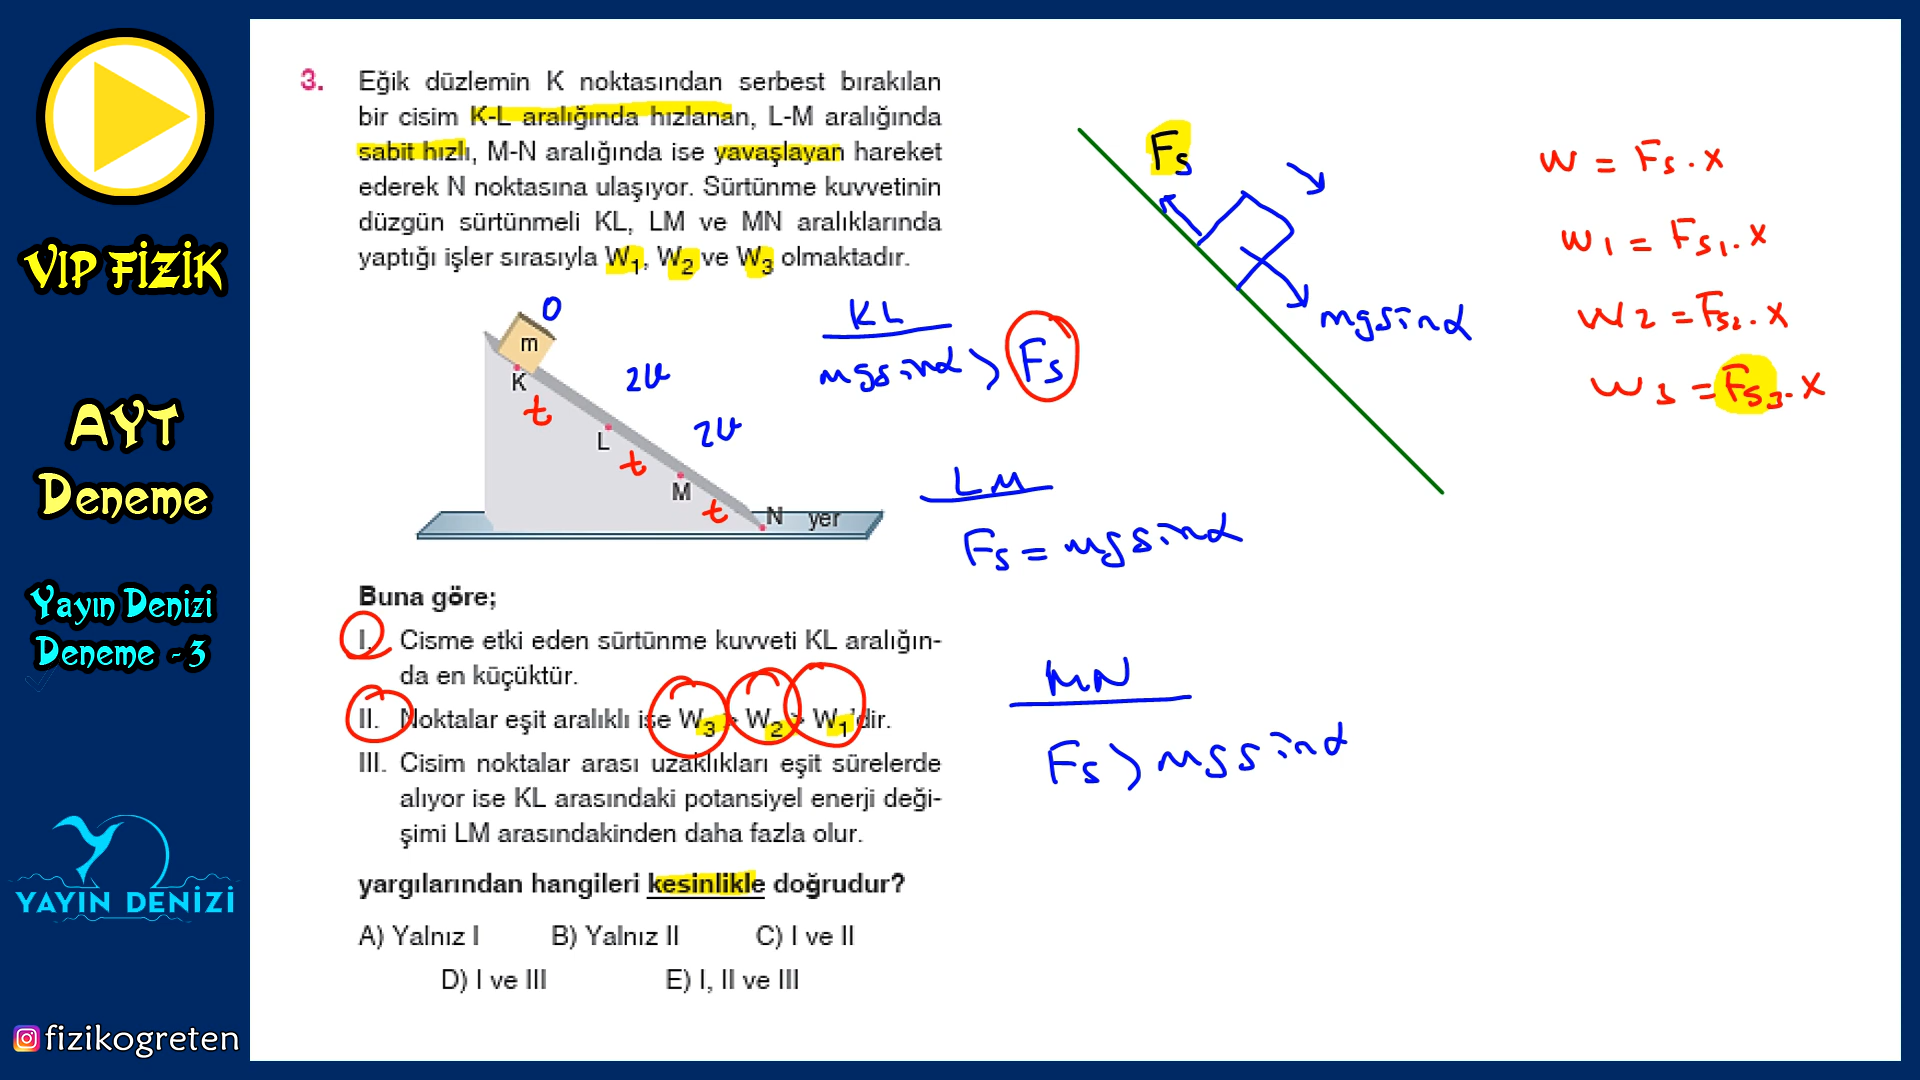 VIP FİZİK
AYT
Deneme
Yayın Denizi
Deneme - 3
YAYIN DENİZİ
fizikogreten
3. Eğik düzlemin K noktasından serbest bırakılan
bir cisim K-L aralığında hızlanan, L-M aralığında
sabit hızlı, M-N aralığında ise yavaşlayan hareket
ederek N noktasına ulaşıyor. Sürtünme kuvvetinin
düzgün sürtünmeli KL, LM ve MN aralıklarında
yaptığı işler sırasıyla W1, W2 ve W3 olmaktadır.
0
m
K
t
2v
L
t
2v
M
t
N yer
Buna göre;
I. Cisme etki eden sürtünme kuvveti KL aralığın-
da en küçüktür.
II. Noktalar eşit aralıklı ise W3 > W2 > W1'dir.
III. Cisim noktalar arası uzaklıkları eşit sürelerde
alıyor ise KL arasındaki potansiyel enerji deği-
şimi LM arasındakinden daha fazla olur.
yargılarından hangileri kesinlikle doğrudur?
A) Yalnız I B) Yalnız II C) I ve II
D) I ve III E) I, II ve III
KL
mgsinα > Fs
LM
Fs = mgsinα
MN
Fs > mgsinα
Fs
mgsinα
W = Fs . x
W1 = Fs1 . x
W2 = Fs2 . x
W3 = Fs3 . x